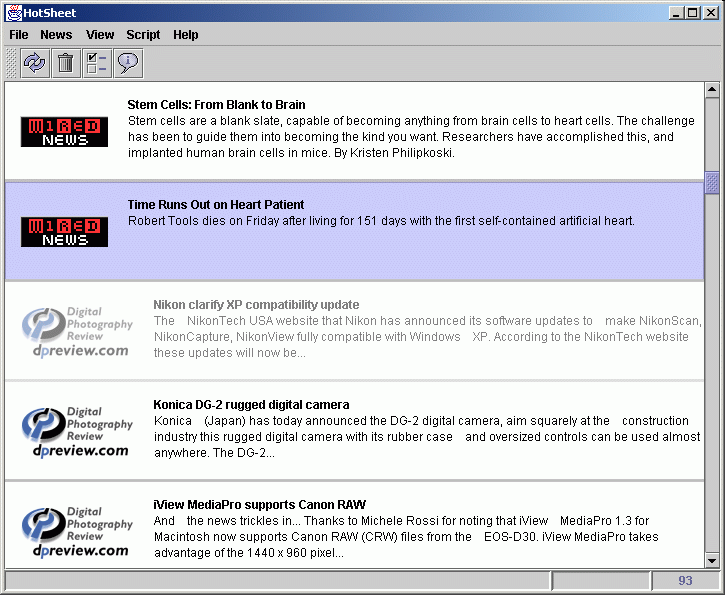 HotSheet
File News View Script Help
Stem Cells: From Blank to Brain
Stem cells are a blank slate, capable of becoming anything from brain cells to heart cells. The challenge
has been to guide them into becoming the kind you want. Researchers have accomplished this, and
implanted human brain cells in mice. By Kristen Philipkoski.
WIRED
NEWS
Time Runs Out on Heart Patient
Robert Tools dies on Friday after living for 151 days with the first self-contained artificial heart.
WIRED
NEWS
Nikon clarify XP compatibility update
The NikonTech USA website that Nikon has announced its software updates to make NikonScan,
NikonCapture, NikonView fully compatible with Windows XP. According to the NikonTech website
these updates will now be...
Digital
Photography
Review
dpreview.com
Konica DG-2 rugged digital camera
Konica (Japan) has today announced the DG-2 digital camera, aim squarely at the construction
industry this rugged digital camera with its rubber case and oversized controls can be used almost
anywhere. The DG-2...
Digital
Photography
Review
dpreview.com
iView MediaPro supports Canon RAW
And the news trickles in... Thanks to Michele Rossi for noting that iView MediaPro 1.3 for
Macintosh now supports Canon RAW (CRW) files from the EOS-D30. iView MediaPro takes
advantage of the 1440 x 960 pixel...
Digital
Photography
Review
dpreview.com
93